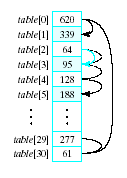 table[0] 620
table[1] 339
table[2] 64
table[3] 95
table[4] 128
table[5] 188
table[29] 277
table[30] 61